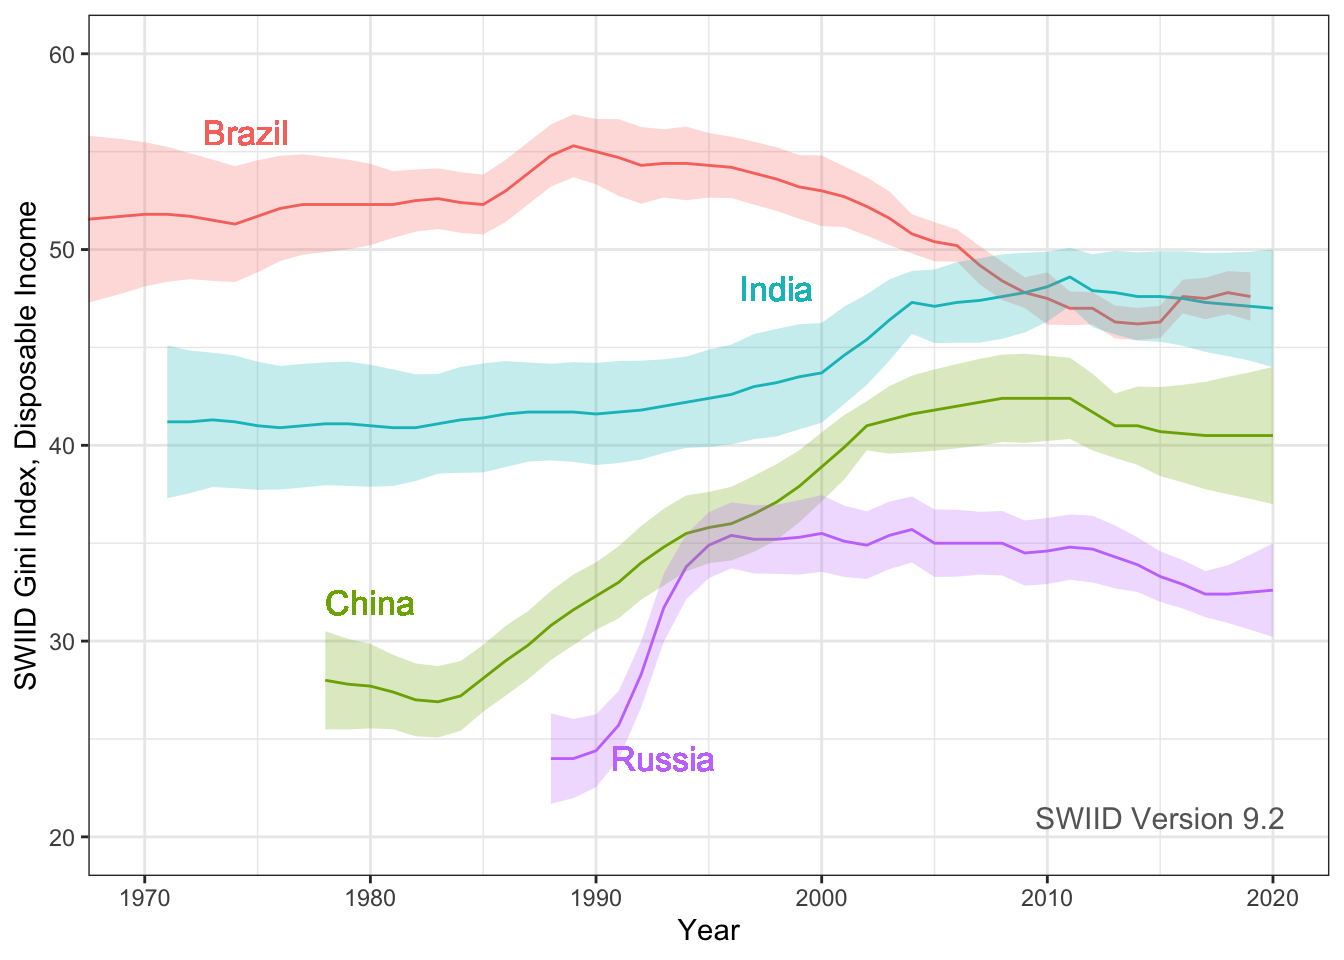 60
50
40
30
20
SWIID Gini Index, Disposable Income
Brazil
India
China
Russia
SWIID Version 9.2
1970
1980
1990
2000
2010
2020
Year